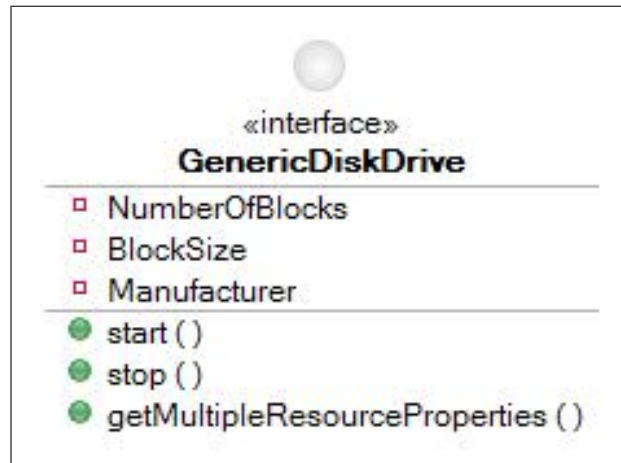 «interface»
GenericDiskDrive
NumberOfBlocks
BlockSize
Manufacturer
start ( )
stop ( )
getMultipleResourceProperties ( )